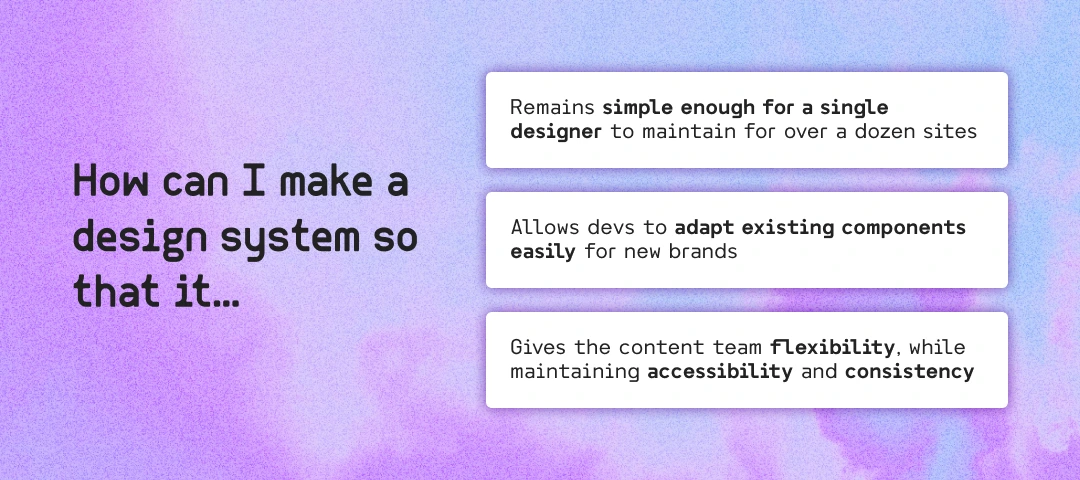 How can I make a
design system so
that it...
Remains simple enough for a single
designer to maintain for over a dozen sites
Allows devs to adapt existing components
easily for new brands
Gives the content team flexibility, while
maintaining accessibility and consistency